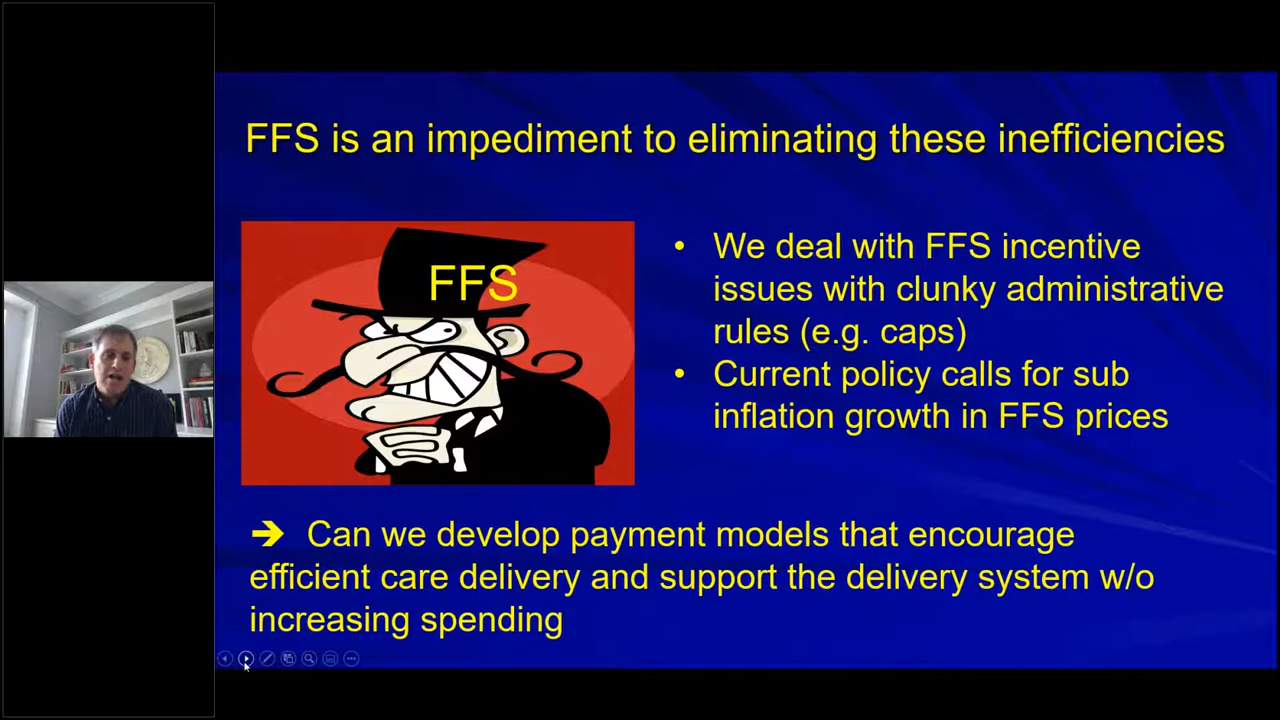 FFS is an impediment to eliminating these inefficiencies
FFS
• We deal with FFS incentive
issues with clunky administrative
rules (e.g. caps)
• Current policy calls for sub
inflation growth in FFS prices
➔ Can we develop payment models that encourage
efficient care delivery and support the delivery system w/o
increasing spending